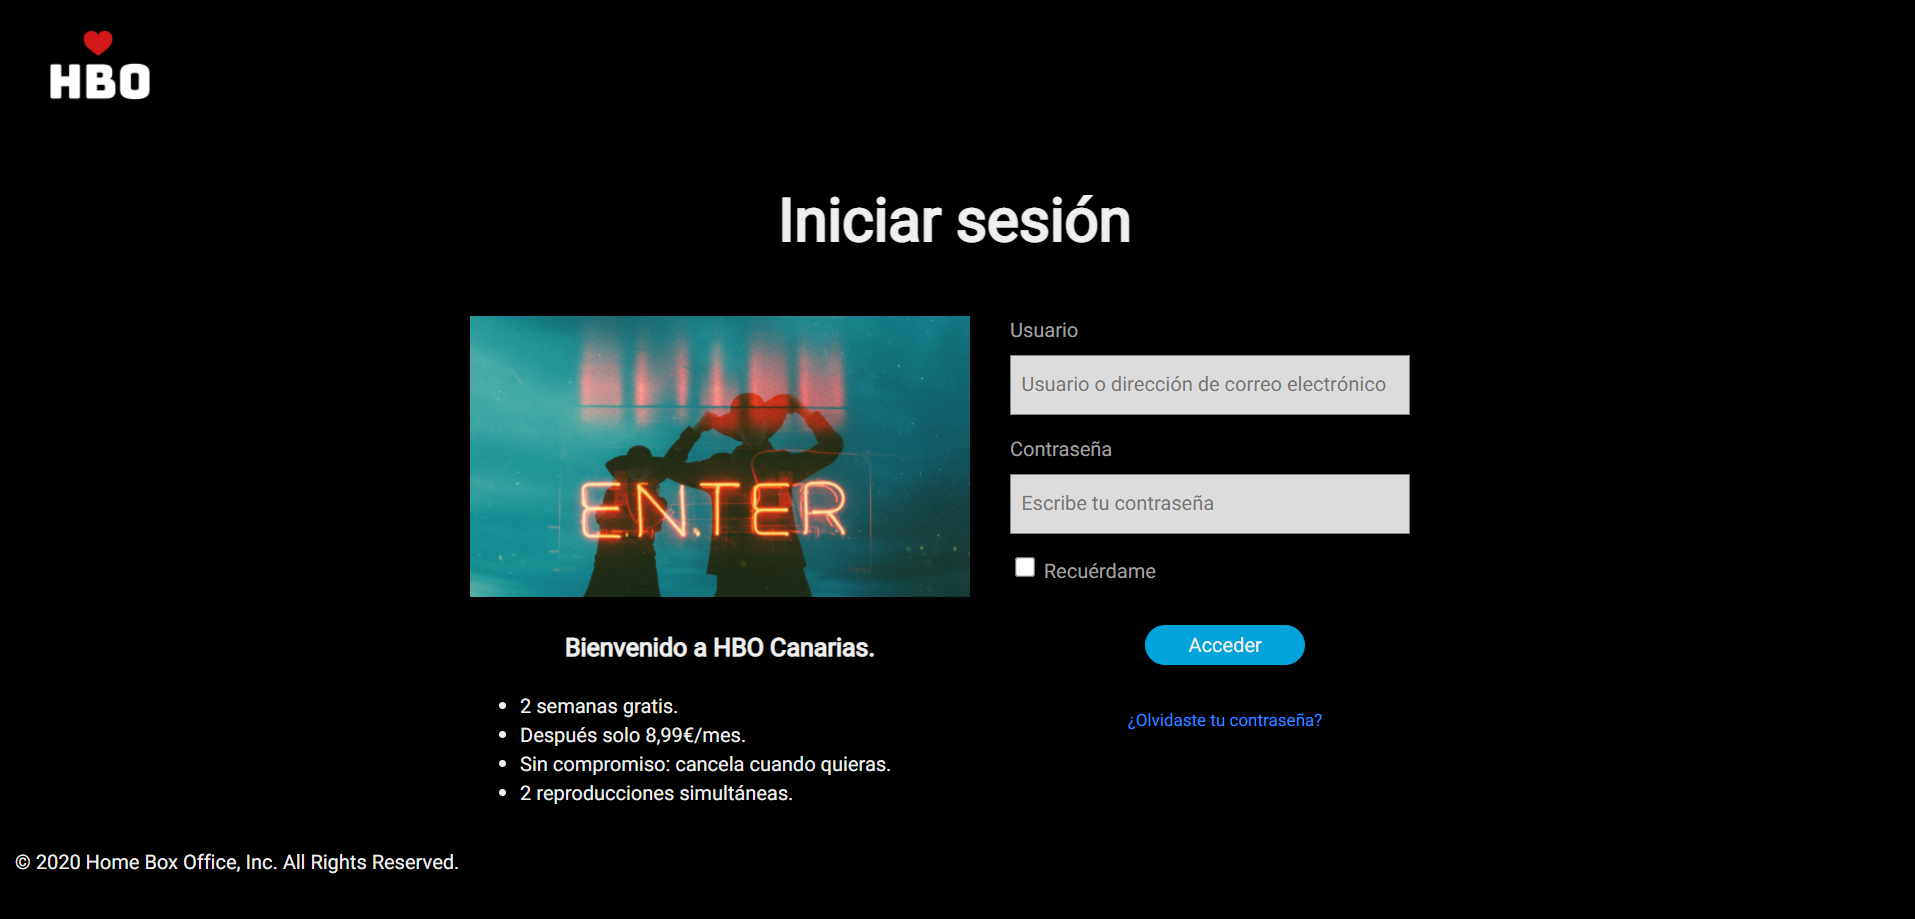 HBO
Iniciar sesión
ENTER
Bienvenido a HBO Canarias.
2 semanas gratis.
Después solo 8,99€/mes.
Sin compromiso: cancela cuando quieras.
2 reproducciones simultáneas.
Usuario
Usuario o dirección de correo electrónico
Contraseña
Escribe tu contraseña
Recuérdame
Acceder
¿Olvidaste tu contraseña?
© 2020 Home Box Office, Inc. All Rights Reserved.